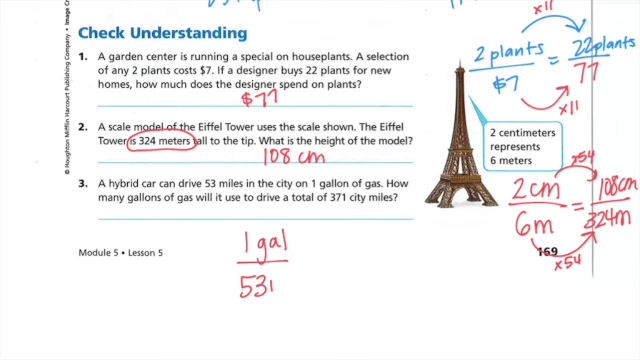 x11
Check Understanding
1. A garden center is running a special on houseplants. A selection
of any 2 plants costs $7. If a designer buys 22 plants for new
homes, how much does the designer spend on plants?
$77
2 plants = 22 plants
$7 77
x11
2. A scale model of the Eiffel Tower uses the scale shown. The Eiffel
Tower is 324 meters tall to the tip. What is the height of the model?
108 cm
2 centimeters
represents
6 meters
x54
2cm = 108cm
6m 324m
x54
3. A hybrid car can drive 53 miles in the city on 1 gallon of gas. How
many gallons of gas will it use to drive a total of 371 city miles?
1 gal
53
Module 5 • Lesson 5
169
© Houghton Mifflin Harcourt Publishing Company • Image C